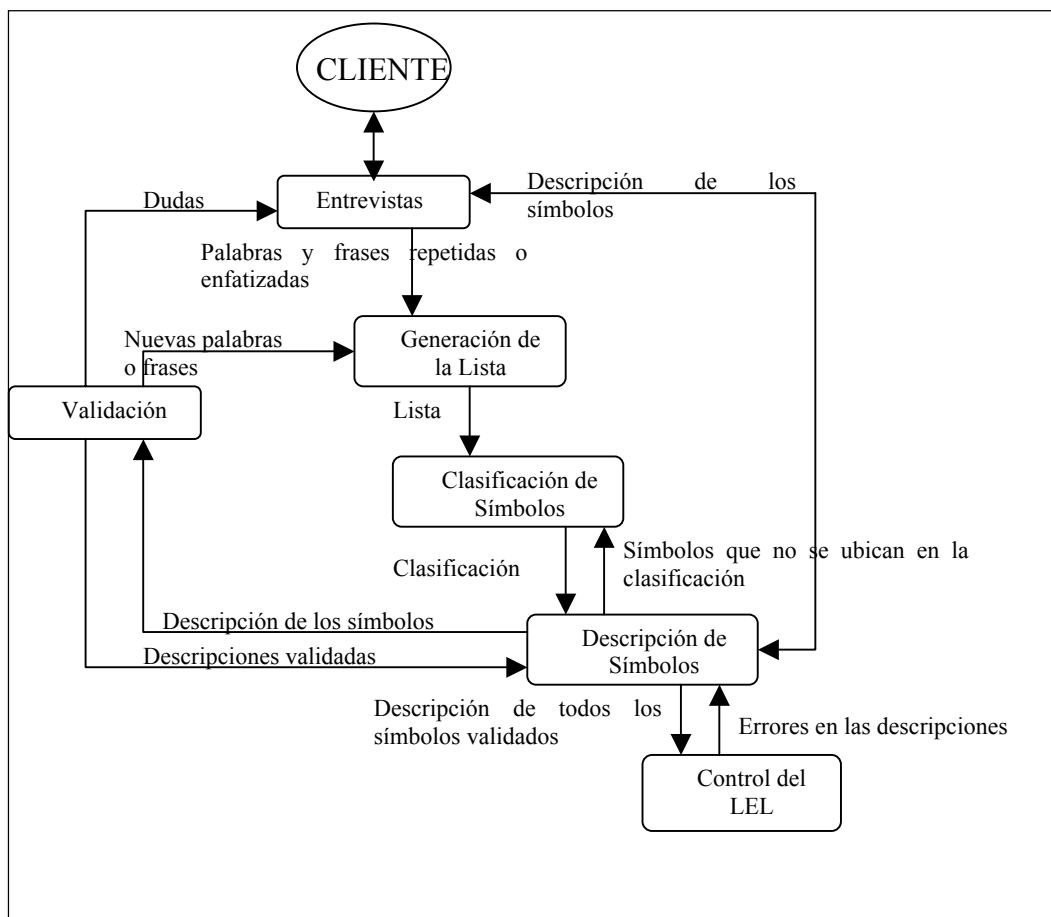 CLIENTE
Entrevistas
Descripción de los
símbolos
Dudas
Palabras y frases repetidas o
enfatizadas
Nuevas palabras
o frases
Generación de
la Lista
Validación
Lista
Clasificación de
Símbolos
Clasificación
Símbolos que no se ubican en la
clasificación
Descripción de los símbolos
Descripciones validadas
Descripción de
Símbolos
Descripción de todos los
símbolos validados
Errores en las descripciones
Control del
LEL